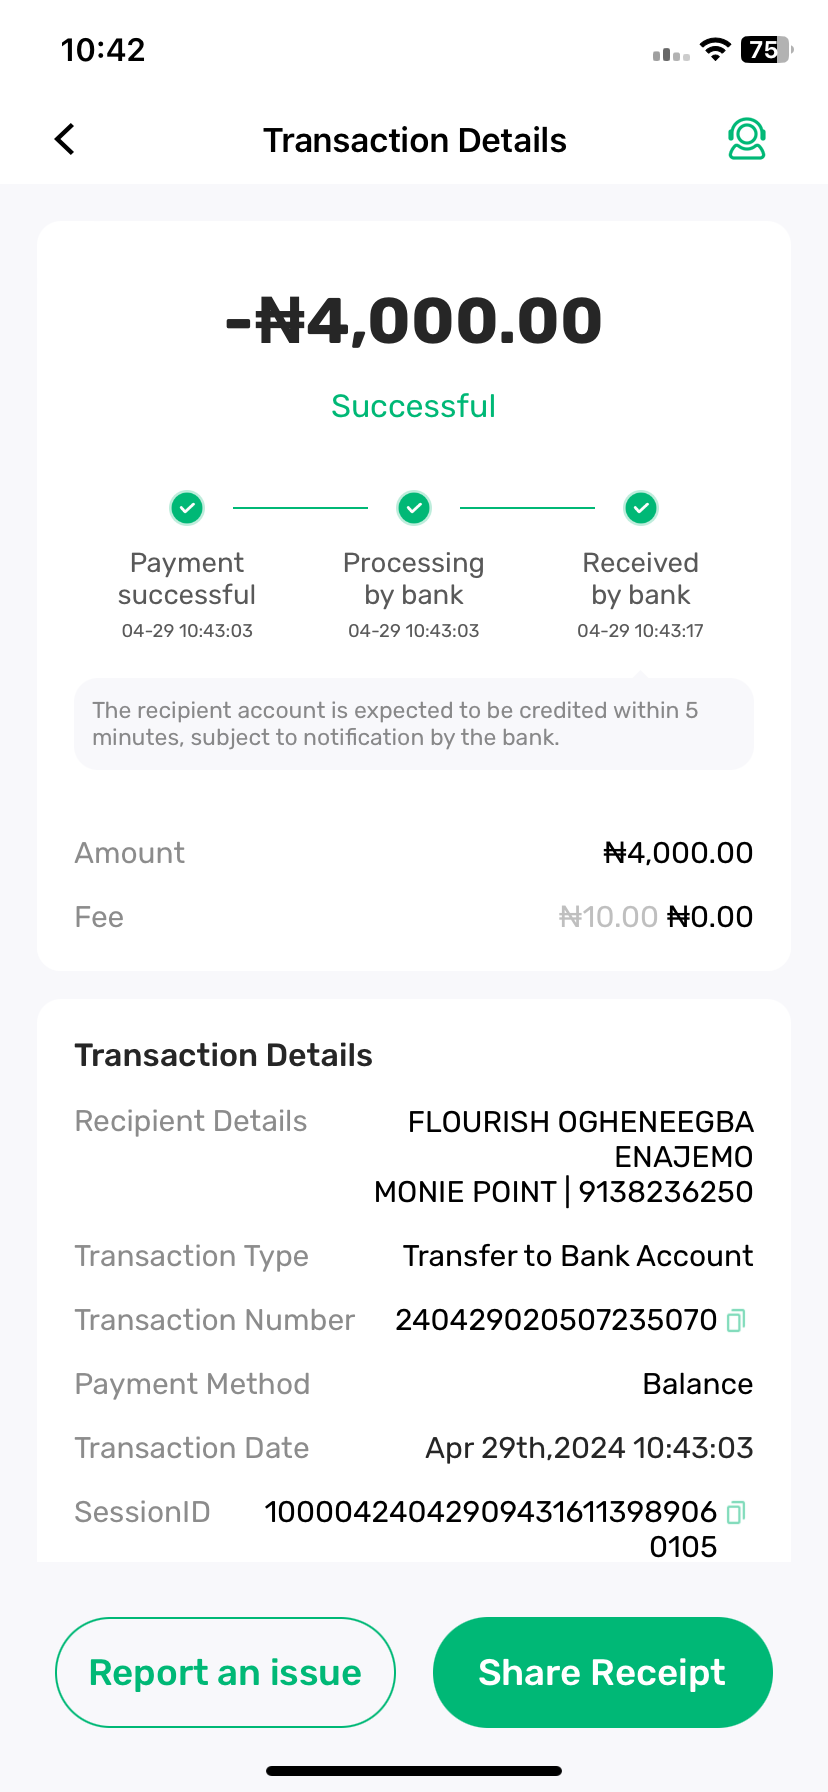 10:42
75
Transaction Details
-₦4,000.00
Successful
Payment successful
04-29 10:43:03
Processing by bank
04-29 10:43:03
Received by bank
04-29 10:43:17
The recipient account is expected to be credited within 5
minutes, subject to notification by the bank.
Amount ₦4,000.00
Fee ₦10.00 ₦0.00
Transaction Details
Recipient Details FLOURISH OGHENEEGBA
ENAJEMO
MONIE POINT | 9138236250
Transaction Type Transfer to Bank Account
Transaction Number 240429020507235070
Payment Method Balance
Transaction Date Apr 29th,2024 10:43:03
SessionID 10000424042909431611398906
0105
Report an issue
Share Receipt